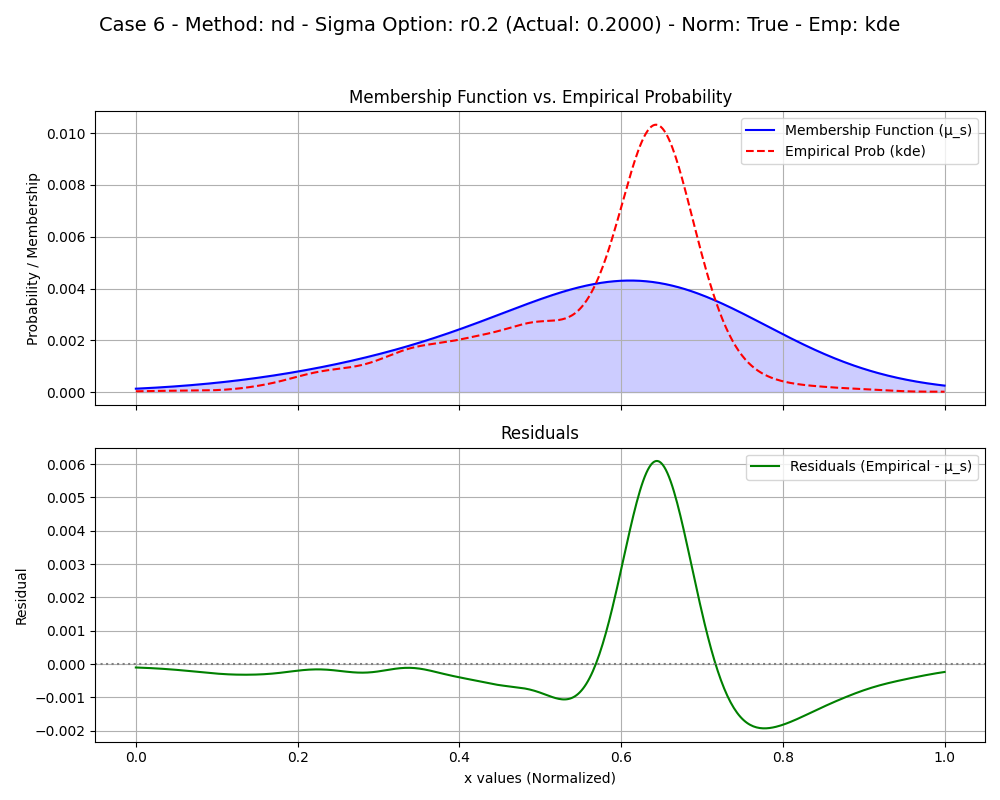 Case 6 - Method: nd - Sigma Option: r0.2 (Actual: 0.2000) - Norm: True - Emp: kde
Membership Function vs. Empirical Probability
Probability / Membership
0.010
0.008
0.006
0.004
0.002
0.000
Membership Function (μ_s)
Empirical Prob (kde)
Residuals
Residual
0.006
0.005
0.004
0.003
0.002
0.001
0.000
−0.001
−0.002
Residuals (Empirical - μ_s)
0.0 0.2 0.4 0.6 0.8 1.0
x values (Normalized)